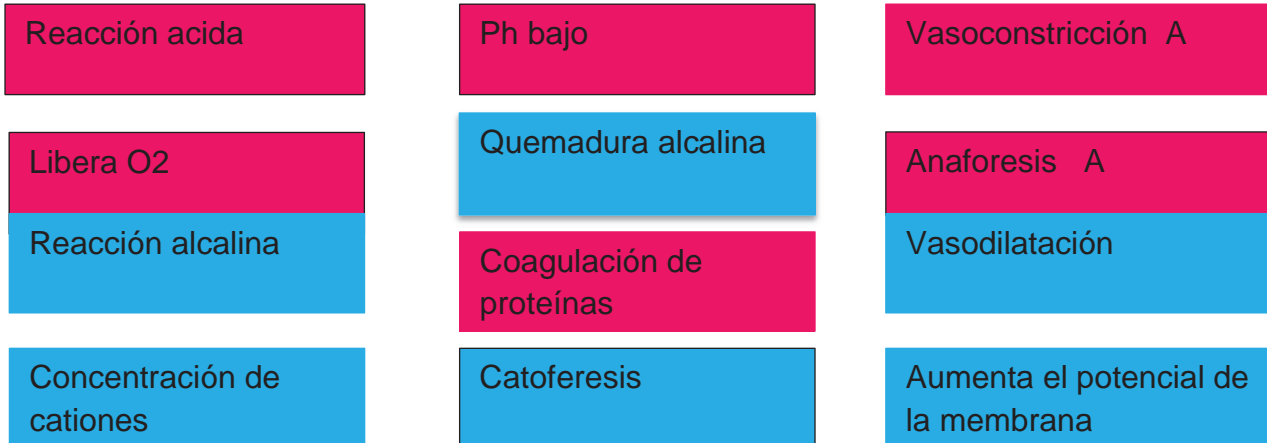 Reacción acida
Ph bajo
Vasoconstricción A
Libera O2
Quemadura alcalina
Anaforesis A
Reacción alcalina
Coagulación de
proteínas
Vasodilatación
Concentración de
cationes
Catoferesis
Aumenta el potencial de
la membrana